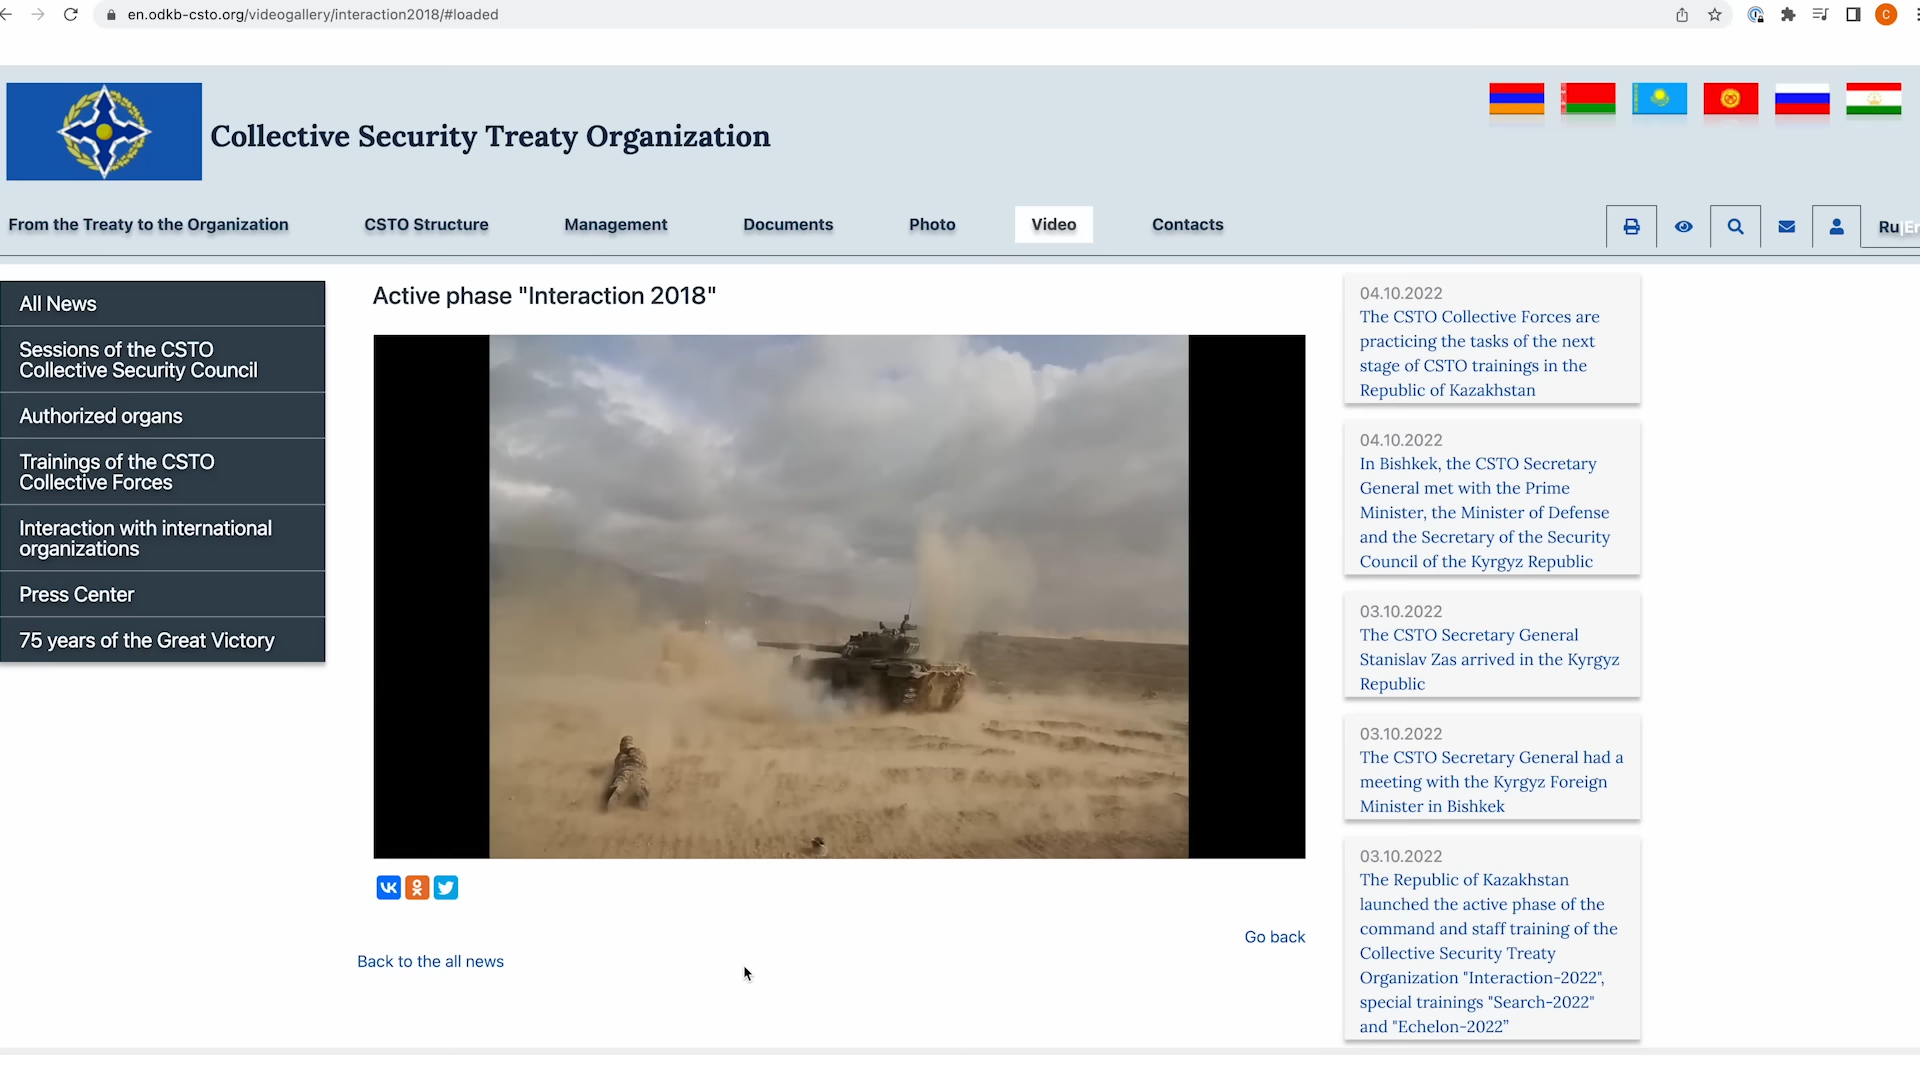 en.odkb-csto.org/videogallery/interaction2018/#loaded
C
Collective Security Treaty Organization
From the Treaty to the Organization
CSTO Structure
Management
Documents
Photo
Video
Contacts
Ru|En
All News
Sessions of the CSTO
Collective Security Council
Authorized organs
Trainings of the CSTO
Collective Forces
Interaction with international
organizations
Press Center
75 years of the Great Victory
Active phase "Interaction 2018"
Go back
Back to the all news
04.10.2022
The CSTO Collective Forces are
practicing the tasks of the next
stage of CSTO trainings in the
Republic of Kazakhstan
04.10.2022
In Bishkek, the CSTO Secretary
General met with the Prime
Minister, the Minister of Defense
and the Secretary of the Security
Council of the Kyrgyz Republic
03.10.2022
The CSTO Secretary General
Stanislav Zas arrived in the Kyrgyz
Republic
03.10.2022
The CSTO Secretary General had a
meeting with the Kyrgyz Foreign
Minister in Bishkek
03.10.2022
The Republic of Kazakhstan
launched the active phase of the
command and staff training of the
Collective Security Treaty
Organization "Interaction-2022",
special trainings "Search-2022"
and "Echelon-2022”